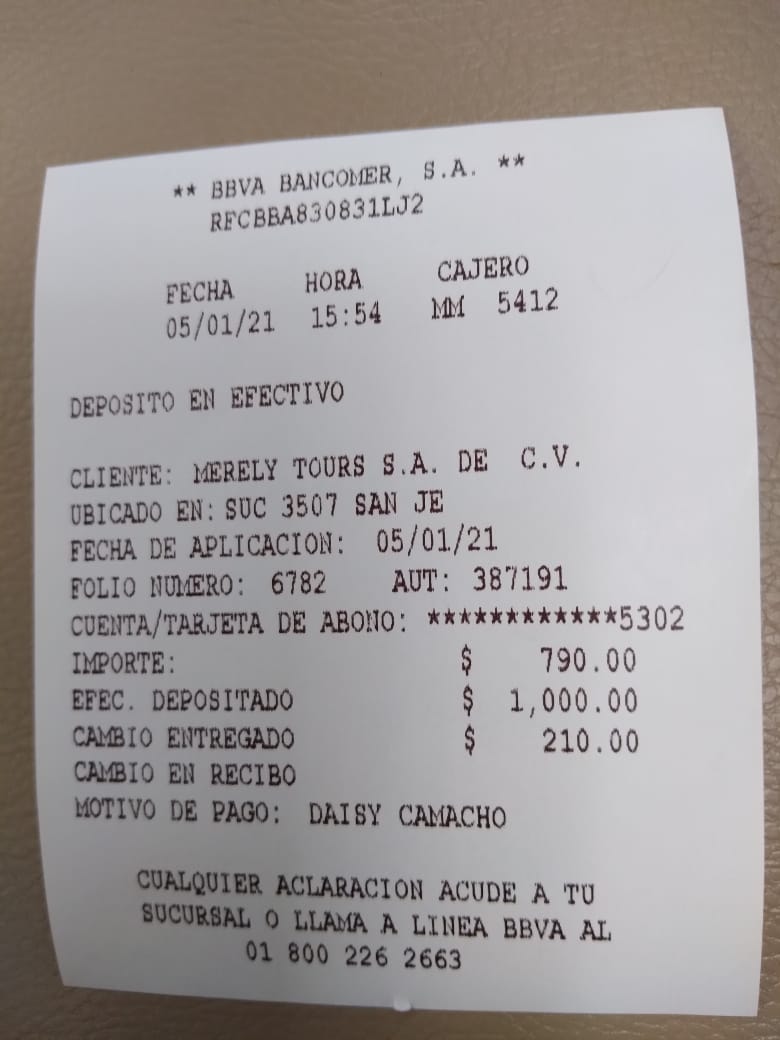 ** BBVA BANCOMER, S.A. **
RFCBBA830831LJ2
FECHA HORA CAJERO
05/01/21 15:54 MM 5412
DEPOSITO EN EFECTIVO
CLIENTE: MERELY TOURS S.A. DE C.V.
UBICADO EN: SUC 3507 SAN JE
FECHA DE APLICACION: 05/01/21
FOLIO NUMERO: 6782 AUT: 387191
CUENTA/TARJETA DE ABONO: ************5302
IMPORTE: $ 790.00
EFEC. DEPOSITADO $ 1,000.00
CAMBIO ENTREGADO $ 210.00
CAMBIO EN RECIBO
MOTIVO DE PAGO: DAISY CAMACHO
CUALQUIER ACLARACION ACUDE A TU
SUCURSAL O LLAMA A LINEA BBVA AL
01 800 226 2663